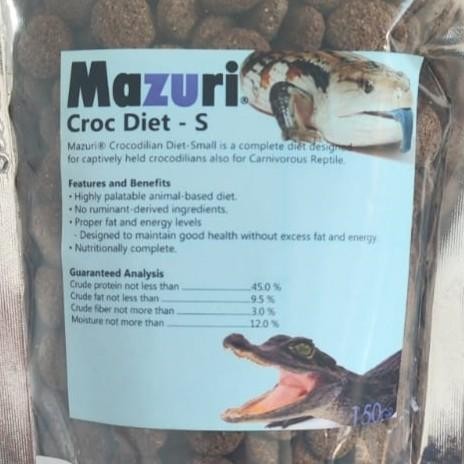 Mazuri®
Croc Diet - S
Mazuri® Crocodilian Diet-Small is a complete diet designed
for captively held crocodilians also for Carnivorous Reptile.
Features and Benefits
• Highly palatable animal-based diet.
• No ruminant-derived ingredients.
• Proper fat and energy levels
- Designed to maintain good health without excess fat and energy.
• Nutritionally complete.
Guaranteed Analysis
Crude protein not less than 45.0 %
Crude fat not less than 9.5 %
Crude fiber not more than 3.0 %
Moisture not more than 12.0 %
150